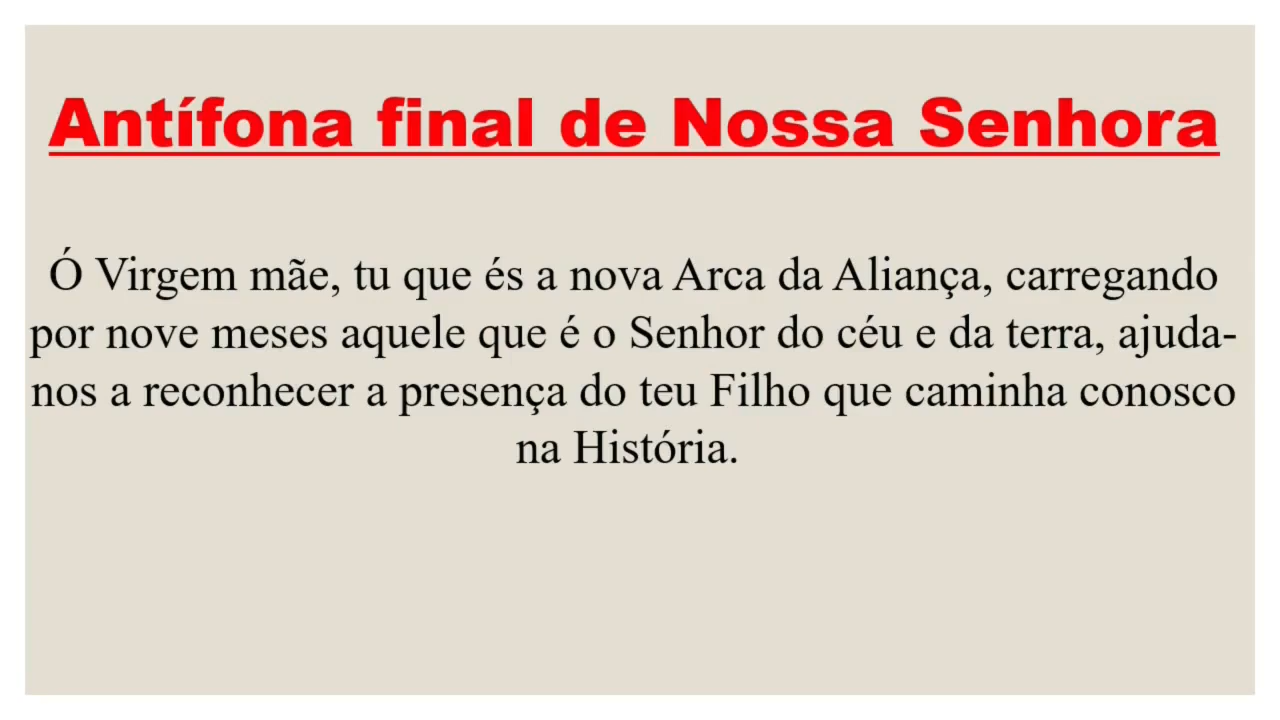 Antífona final de Nossa Senhora
Ó Virgem mãe, tu que és a nova Arca da Aliança, carregando
por nove meses aquele que é o Senhor do céu e da terra, ajuda-
nos a reconhecer a presença do teu Filho que caminha conosco
na História.